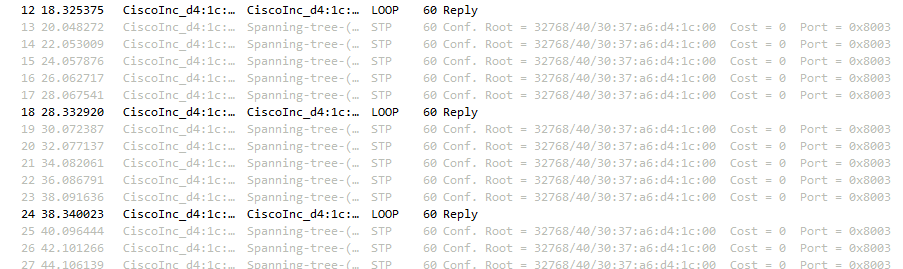 12 18.325375 CiscoInc_d4:1c:… CiscoInc_d4:1c:… LOOP 60 Reply
13 20.048272 CiscoInc_d4:1c:… Spanning-tree-(… STP 60 Conf. Root = 32768/40/30:37:a6:d4:1c:00 Cost = 0 Port = 0x8003
14 22.053009 CiscoInc_d4:1c:… Spanning-tree-(… STP 60 Conf. Root = 32768/40/30:37:a6:d4:1c:00 Cost = 0 Port = 0x8003
15 24.057876 CiscoInc_d4:1c:… Spanning-tree-(… STP 60 Conf. Root = 32768/40/30:37:a6:d4:1c:00 Cost = 0 Port = 0x8003
16 26.062717 CiscoInc_d4:1c:… Spanning-tree-(… STP 60 Conf. Root = 32768/40/30:37:a6:d4:1c:00 Cost = 0 Port = 0x8003
17 28.067541 CiscoInc_d4:1c:… Spanning-tree-(… STP 60 Conf. Root = 32768/40/30:37:a6:d4:1c:00 Cost = 0 Port = 0x8003
18 28.332920 CiscoInc_d4:1c:… CiscoInc_d4:1c:… LOOP 60 Reply
19 30.072387 CiscoInc_d4:1c:… Spanning-tree-(… STP 60 Conf. Root = 32768/40/30:37:a6:d4:1c:00 Cost = 0 Port = 0x8003
20 32.077137 CiscoInc_d4:1c:… Spanning-tree-(… STP 60 Conf. Root = 32768/40/30:37:a6:d4:1c:00 Cost = 0 Port = 0x8003
21 34.082061 CiscoInc_d4:1c:… Spanning-tree-(… STP 60 Conf. Root = 32768/40/30:37:a6:d4:1c:00 Cost = 0 Port = 0x8003
22 36.086791 CiscoInc_d4:1c:… Spanning-tree-(… STP 60 Conf. Root = 32768/40/30:37:a6:d4:1c:00 Cost = 0 Port = 0x8003
23 38.091636 CiscoInc_d4:1c:… Spanning-tree-(… STP 60 Conf. Root = 32768/40/30:37:a6:d4:1c:00 Cost = 0 Port = 0x8003
24 38.340023 CiscoInc_d4:1c:… CiscoInc_d4:1c:… LOOP 60 Reply
25 40.096444 CiscoInc_d4:1c:… Spanning-tree-(… STP 60 Conf. Root = 32768/40/30:37:a6:d4:1c:00 Cost = 0 Port = 0x8003
26 42.101266 CiscoInc_d4:1c:… Spanning-tree-(… STP 60 Conf. Root = 32768/40/30:37:a6:d4:1c:00 Cost = 0 Port = 0x8003
27 44.106139 CiscoInc_d4:1c:… Spanning-tree-(… STP 60 Conf. Root = 32768/40/30:37:a6:d4:1c:00 Cost = 0 Port = 0x8003